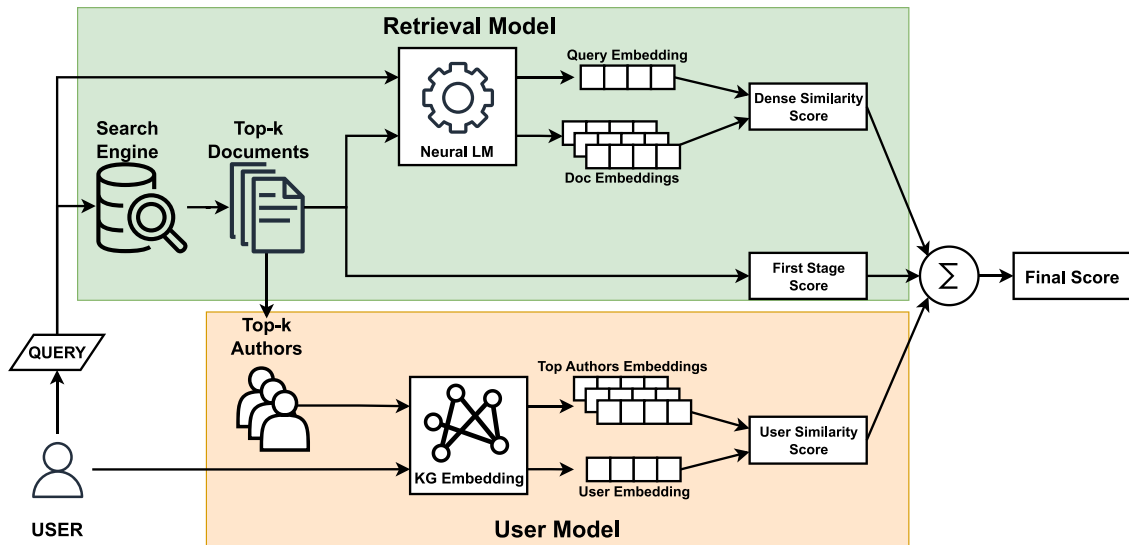 Retrieval Model
Query Embedding
Dense Similarity
Score
Search
Engine
Top-k
Documents
Neural LM
Doc Embeddings
First Stage
Score
Σ
Final Score
QUERY
Top-k
Authors
Top Authors Embeddings
User Similarity
Score
KG Embedding
User Embedding
USER
User Model